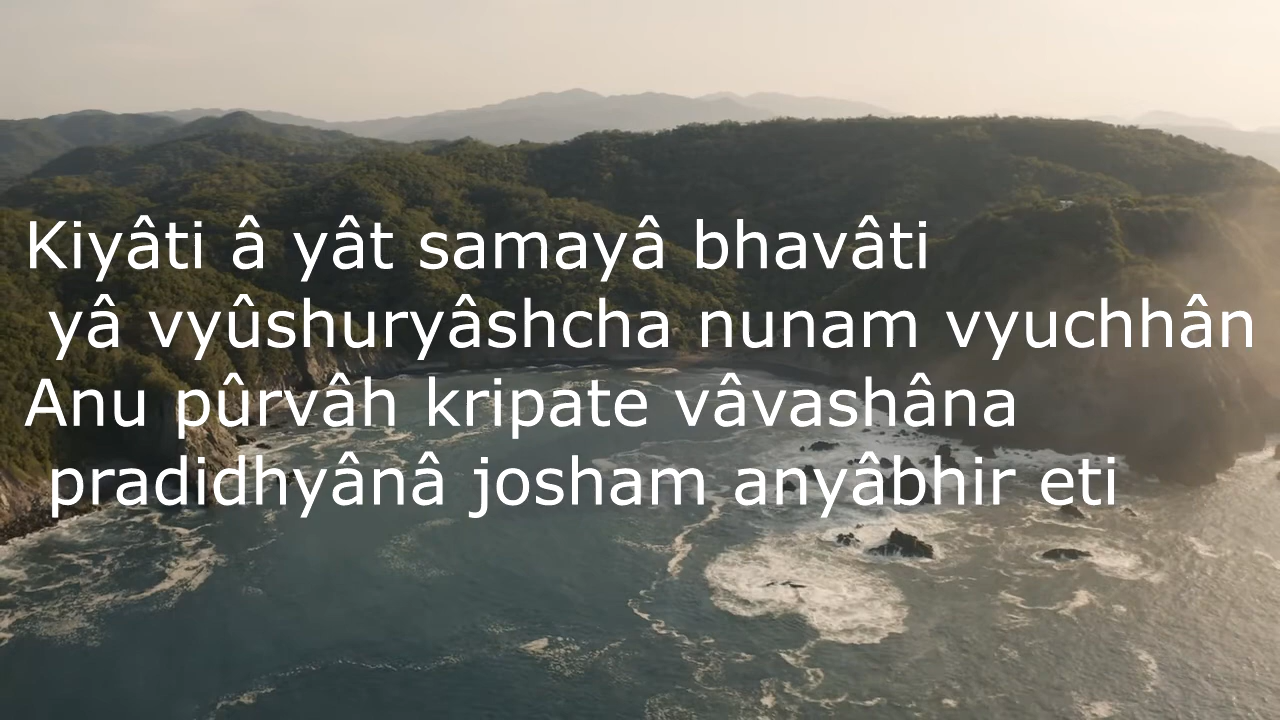 Kiyâti â yât samayâ bhavâti
yâ vyûshuryâshcha nunam vyuchhân
Anu pûrvâh kripate vâvashâna
pradidhyânâ josham anyâbhir eti